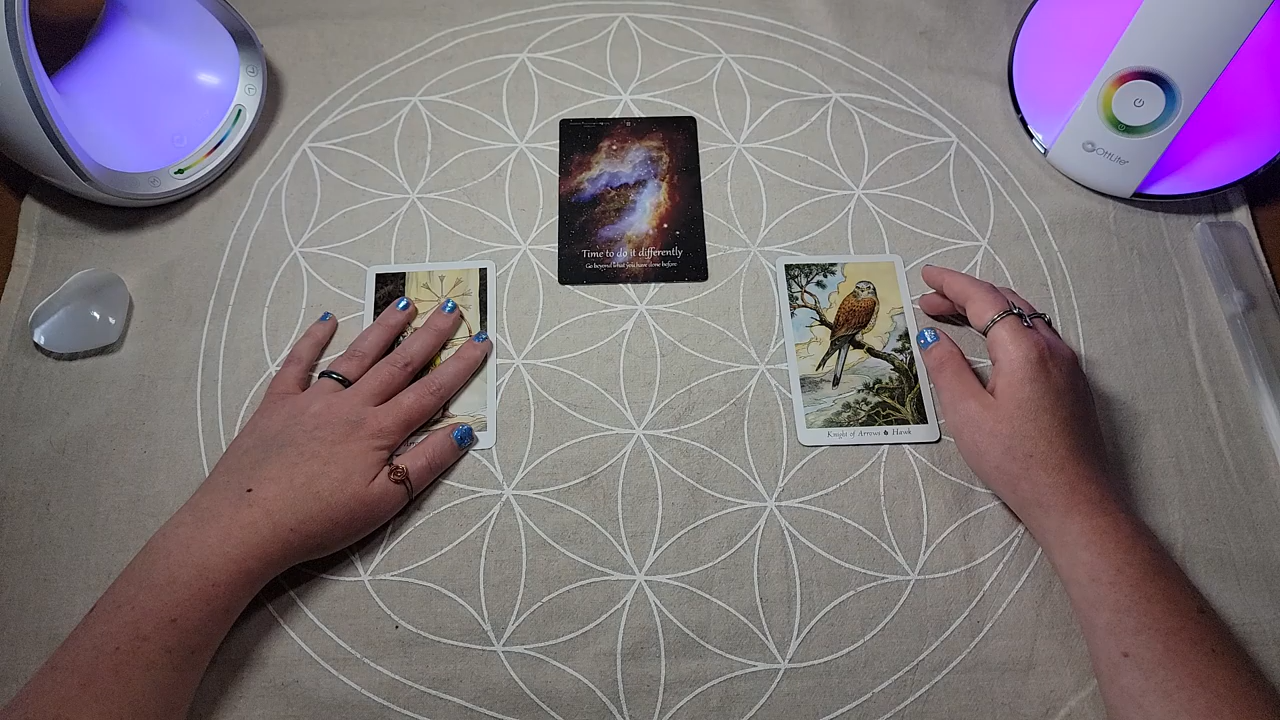 Time to do it differently
Go beyond what you have done before
Knight of Arrows Hawk
OttLite